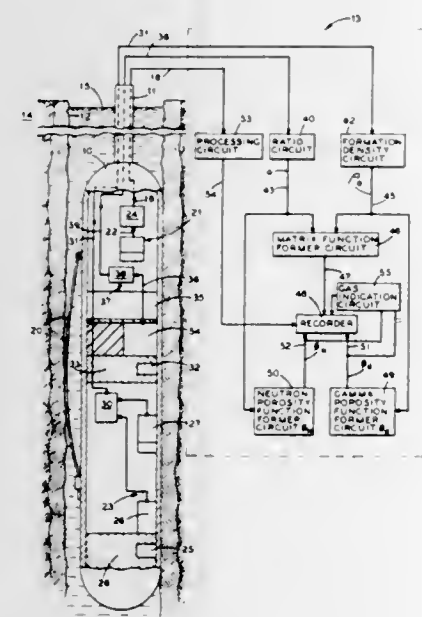 31
38
18
13
15
14
12
11
53
PROCESSING
CIRCUIT
40
RATIO
CIRCUIT
42
FORMATION
DENSITY
CIRCUIT
54
43
45
10
19
24
21
22
39
31
MATRIX FUNCTION
FORMER CIRCUIT
46
38
36
37
35
47
55
GAS
INDICATION
CIRCUIT
48
RECORDER
20
34
33
32
52
51
50
NEUTRON
POROSITY
FUNCTION
FORMER
CIRCUIT
49
GAMMA
POROSITY
FUNCTION
FORMER
CIRCUIT
30
27
23
26
25
28